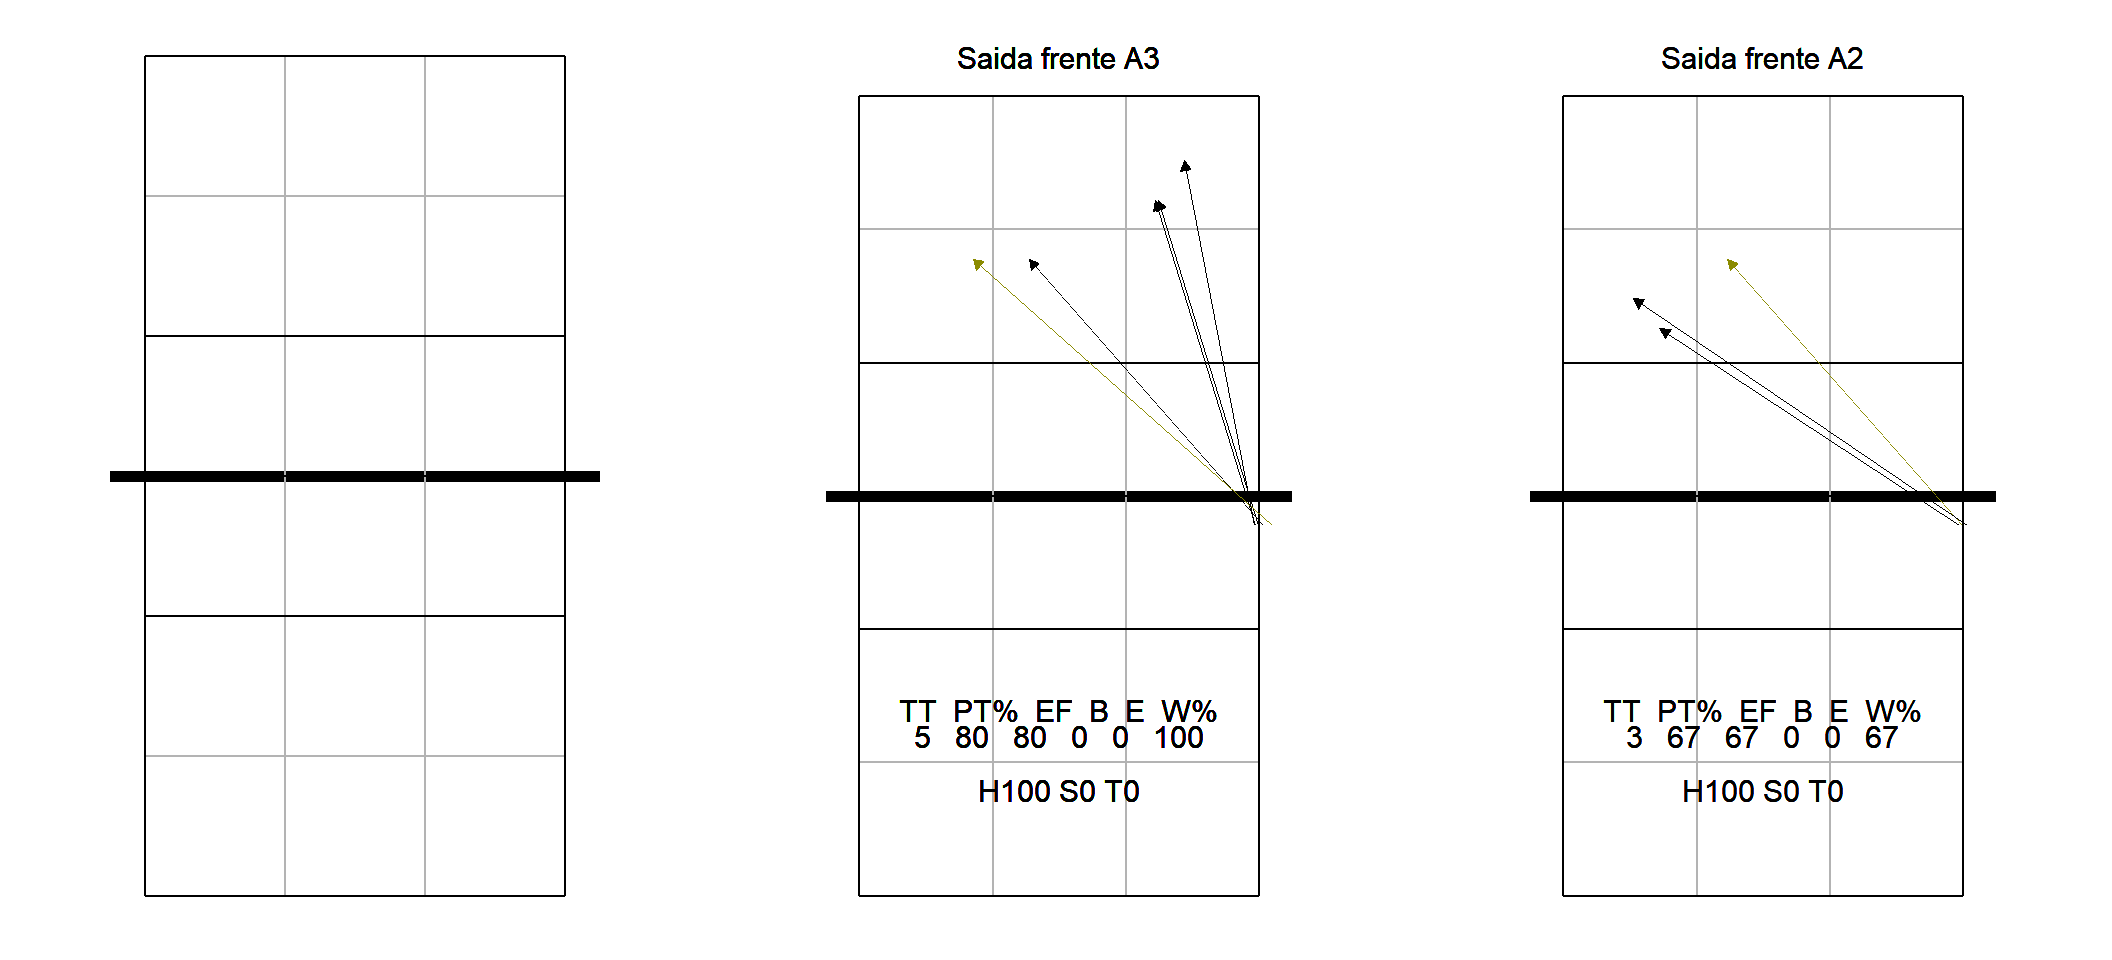 Saida frente A3
TT PT% EF B E W%
5 80 80 0 0 100
H100 S0 T0
Saida frente A2
TT PT% EF B E W%
3 67 67 0 0 67
H100 S0 T0